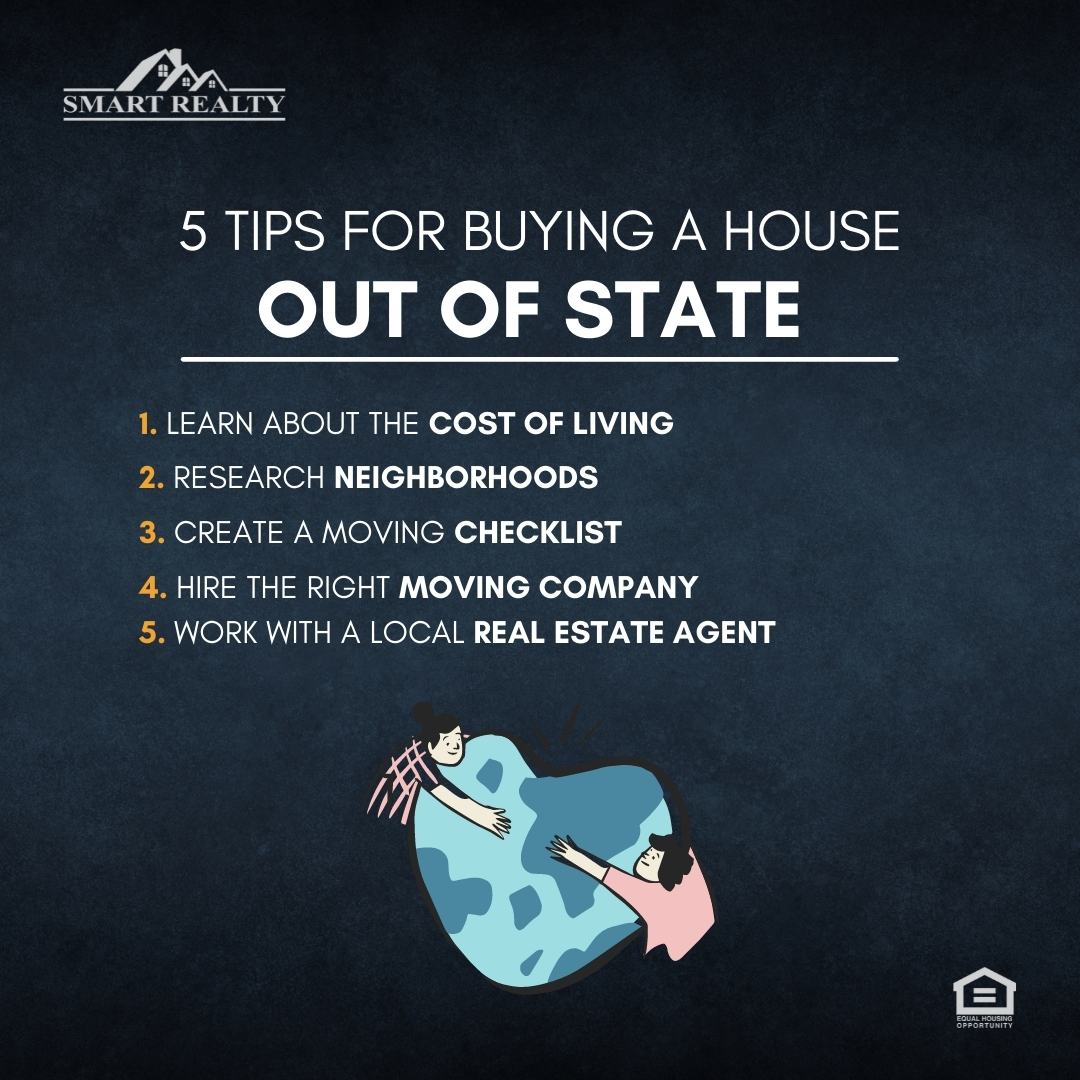 SMART REALTY
5 TIPS FOR BUYING A HOUSE
OUT OF STATE
1. LEARN ABOUT THE COST OF LIVING
2. RESEARCH NEIGHBORHOODS
3. CREATE A MOVING CHECKLIST
4. HIRE THE RIGHT MOVING COMPANY
5. WORK WITH A LOCAL REAL ESTATE AGENT
EQUAL HOUSING
OPPORTUNITY